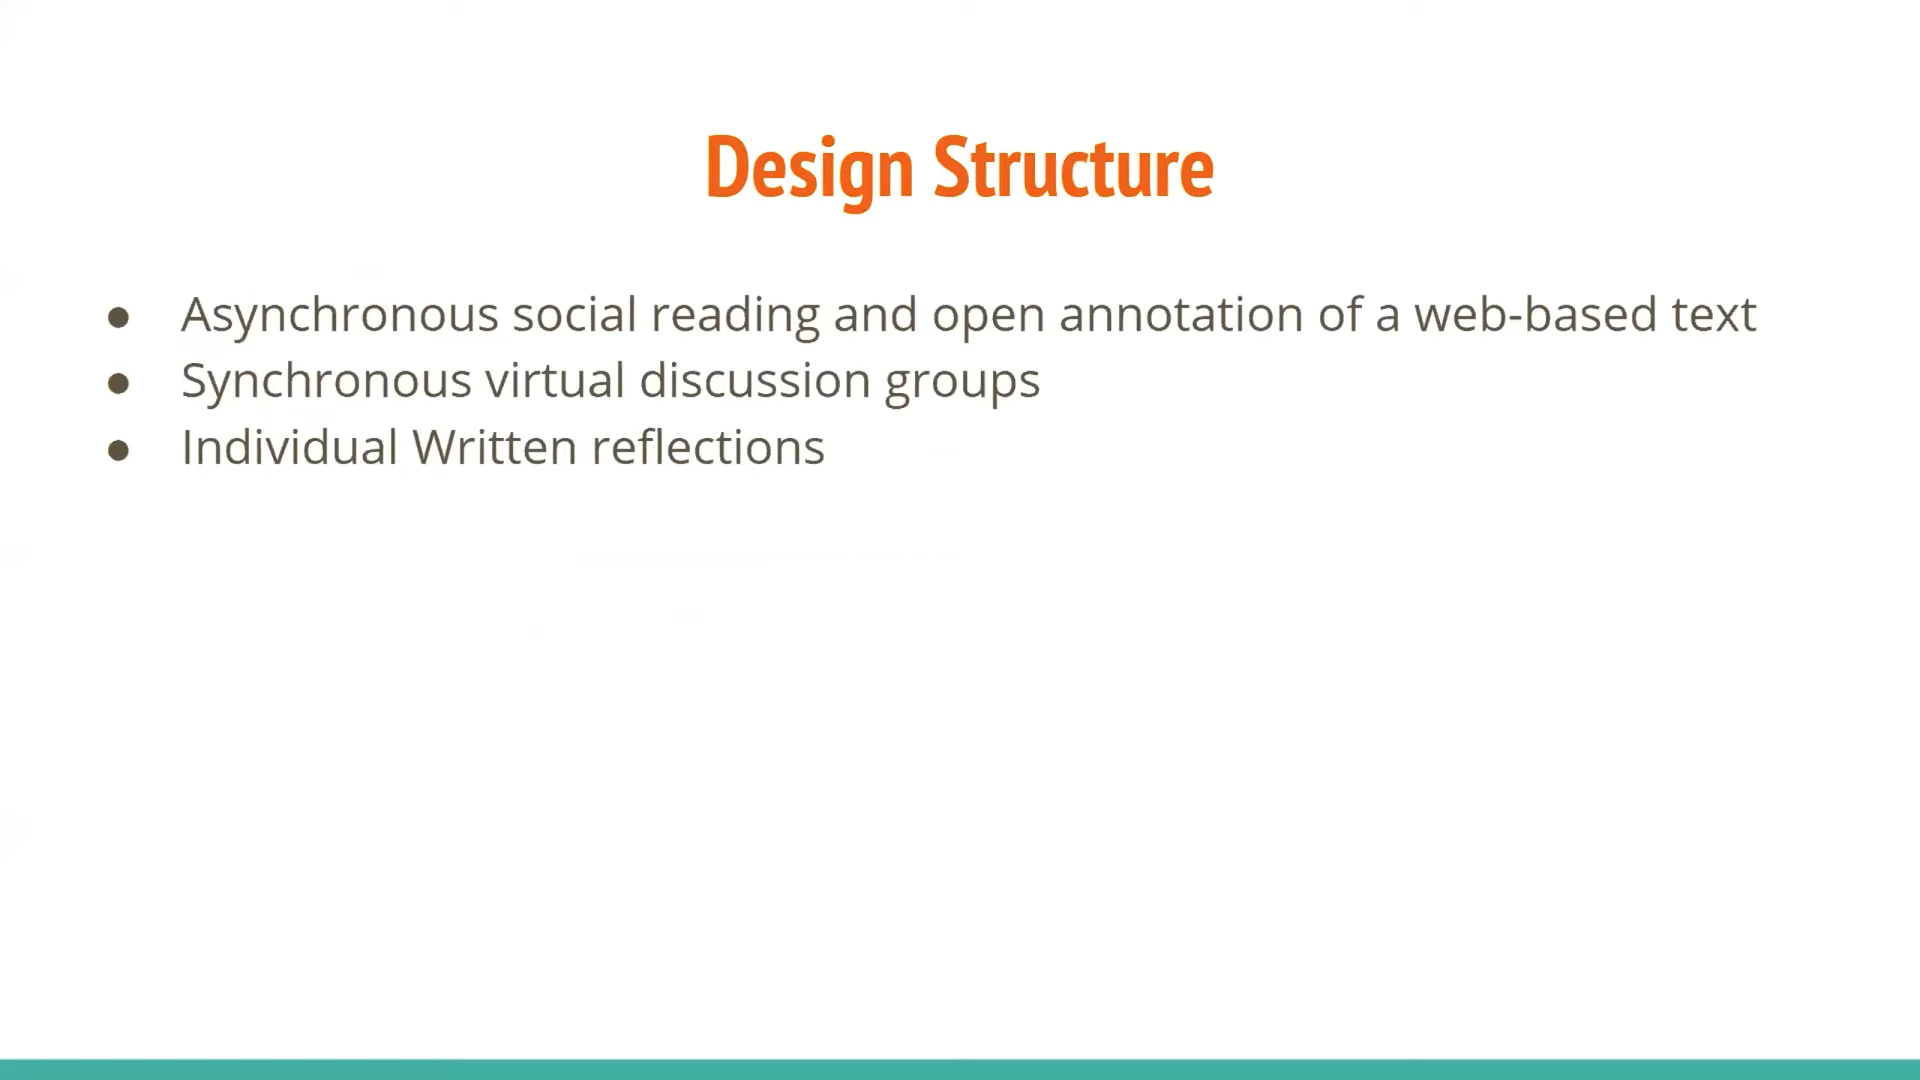 Design Structure
● Asynchronous social reading and open annotation of a web-based text
● Synchronous virtual discussion groups
● Individual Written reflections